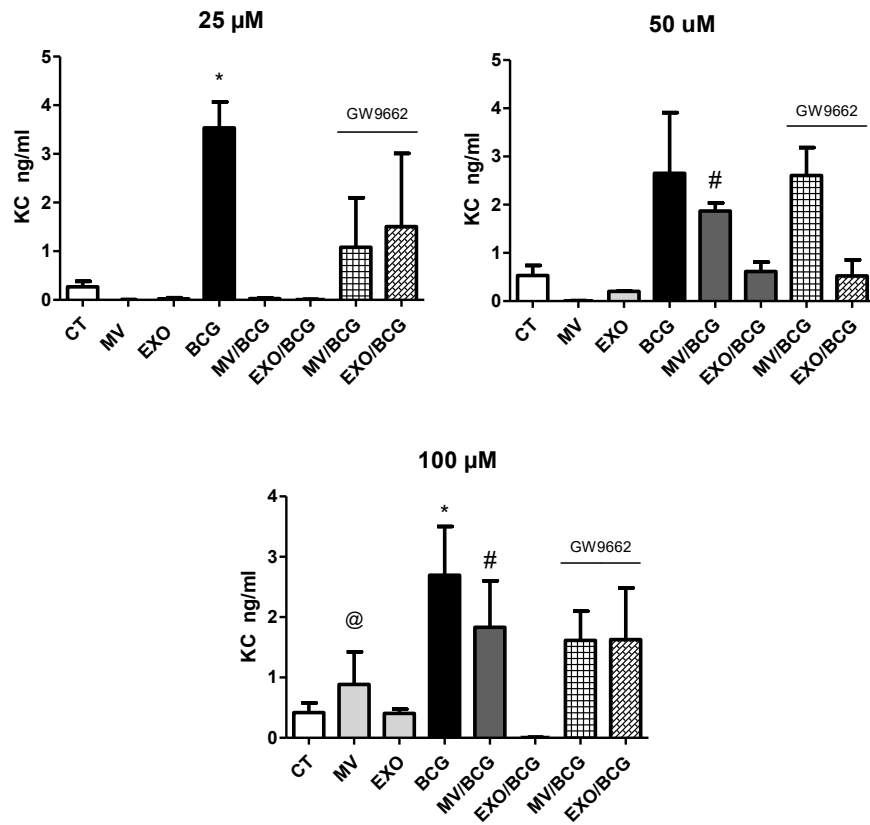 25 µM
KC ng/ml
5
4
3
2
1
0
*
GW9662
CT
MV
EXO
BCG
MV/BCG
EXO/BCG
MV/BCG
EXO/BCG
50 uM
KC ng/ml
5
4
3
2
1
0
#
GW9662
CT
MV
EXO
BCG
MV/BCG
EXO/BCG
MV/BCG
EXO/BCG
100 µM
KC ng/ml
4
3
2
1
0
@
*
#
GW9662
CT
MV
EXO
BCG
MV/BCG
EXO/BCG
MV/BCG
EXO/BCG